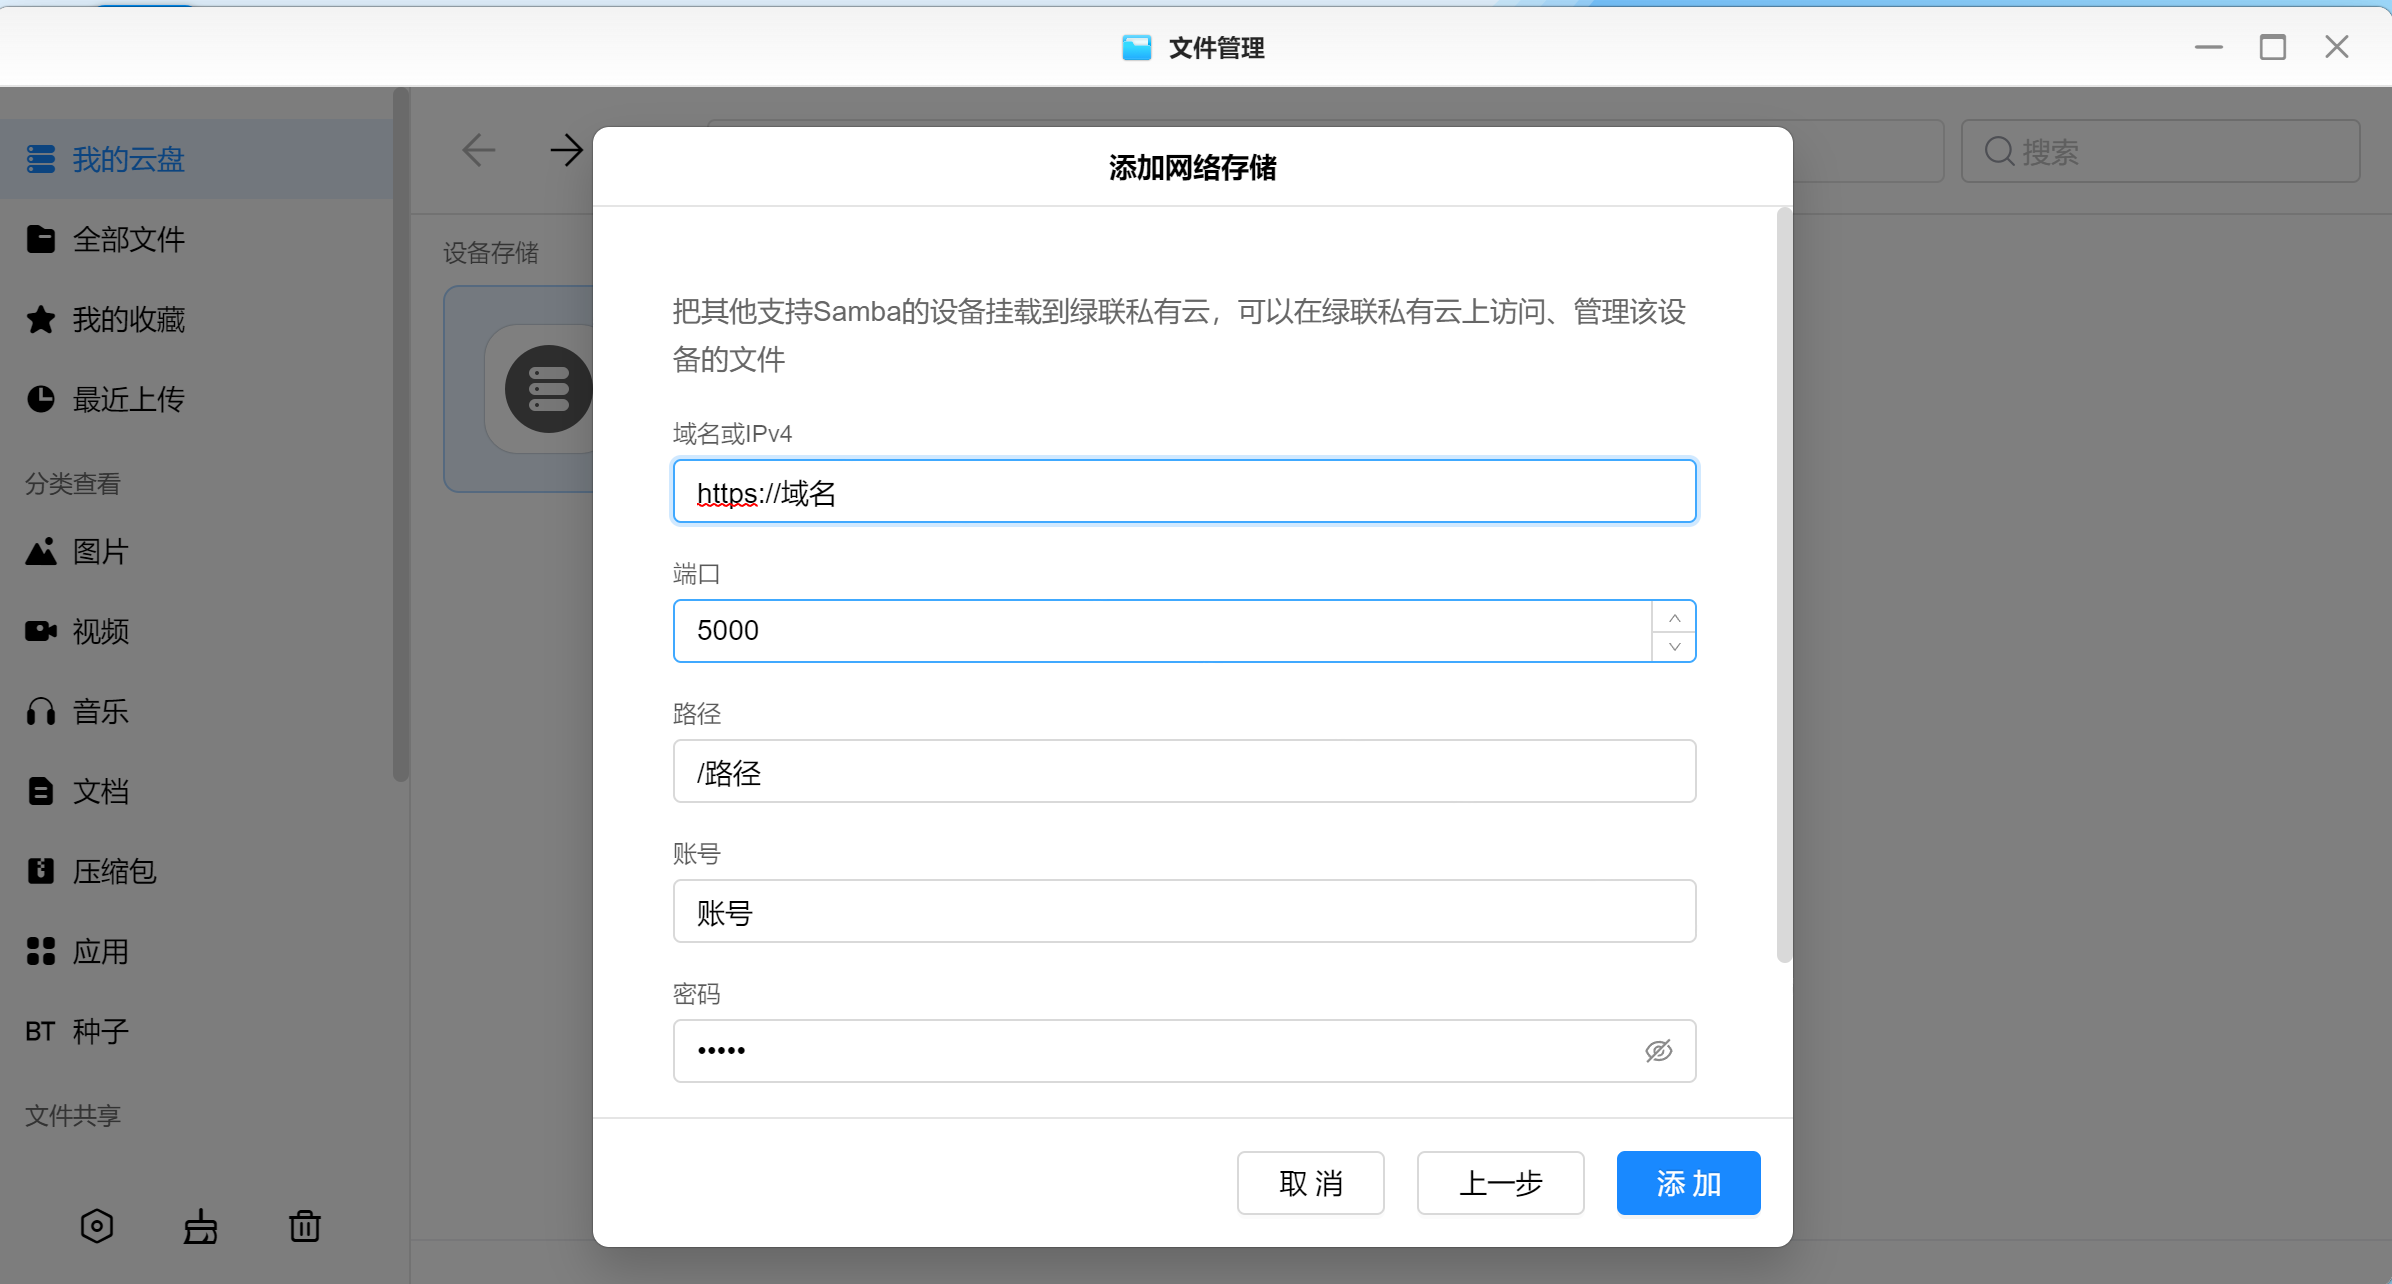 文件管理
我的云盘
全部文件
我的收藏
最近上传
分类查看
图片
视频
音乐
文档
压缩包
应用
BT 种子
文件共享
搜索
设备存储
添加网络存储
把其他支持Samba的设备挂载到绿联私有云，可以在绿联私有云上访问、管理该设
备的文件
域名或IPv4
https://域名
端口
5000
路径
/路径
账号
账号
密码
•••••
取 消
上一步
添 加